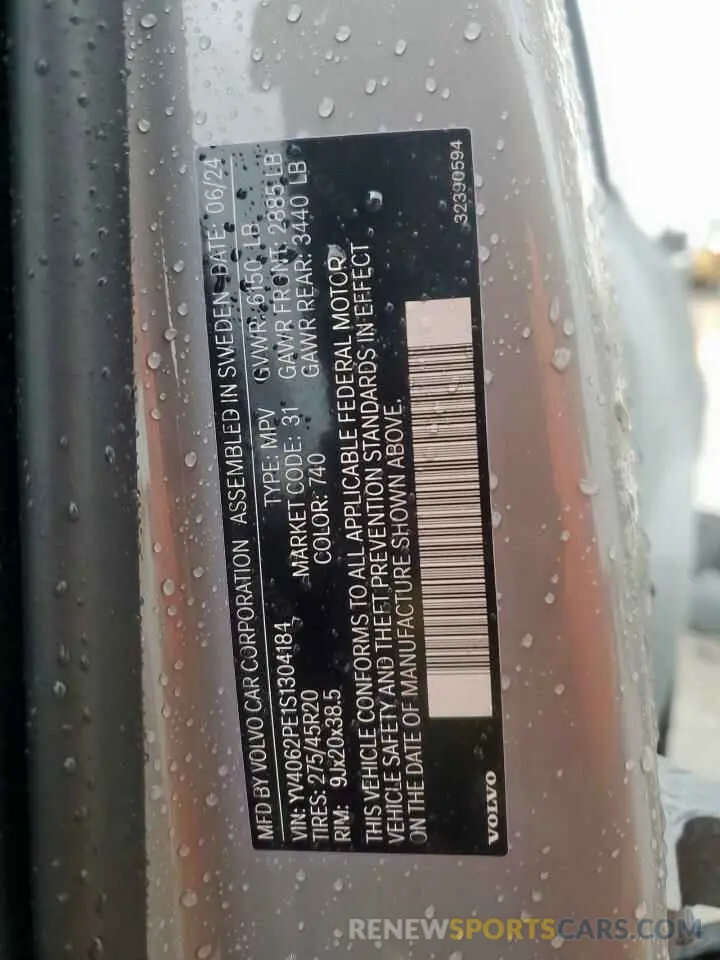 MFD BY VOLVO CAR CORPORATION ASSEMBLED IN SWEDEN DATE: 06/24
VIN: YV4062PE1S1304184 TYPE: MPV GVWR: 6150 LB
TIRES: 275/45R20 MARKET CODE: 31 GAWR FRONT: 2885 LB
RIM: 9Jx20x38.5 COLOR: 740 GAWR REAR: 3440 LB
THIS VEHICLE CONFORMS TO ALL APPLICABLE FEDERAL MOTOR
VEHICLE SAFETY AND THEFT PREVENTION STANDARDS IN EFFECT
ON THE DATE OF MANUFACTURE SHOWN ABOVE.
VOLVO 32390594
RENEWSPORTSCARS.COM